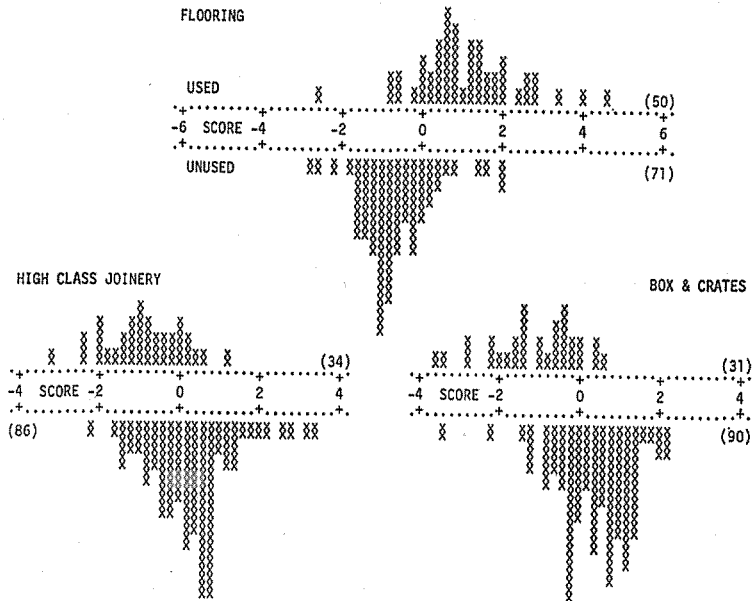 FLOORING
USED (50)
-6 SCORE -4 -2 0 2 4 6
UNUSED (71)
HIGH CLASS JOINERY BOX & CRATES
(34) (31)
-4 SCORE -2 0 2 4 -4 SCORE -2 0 2 4
(86) (90)